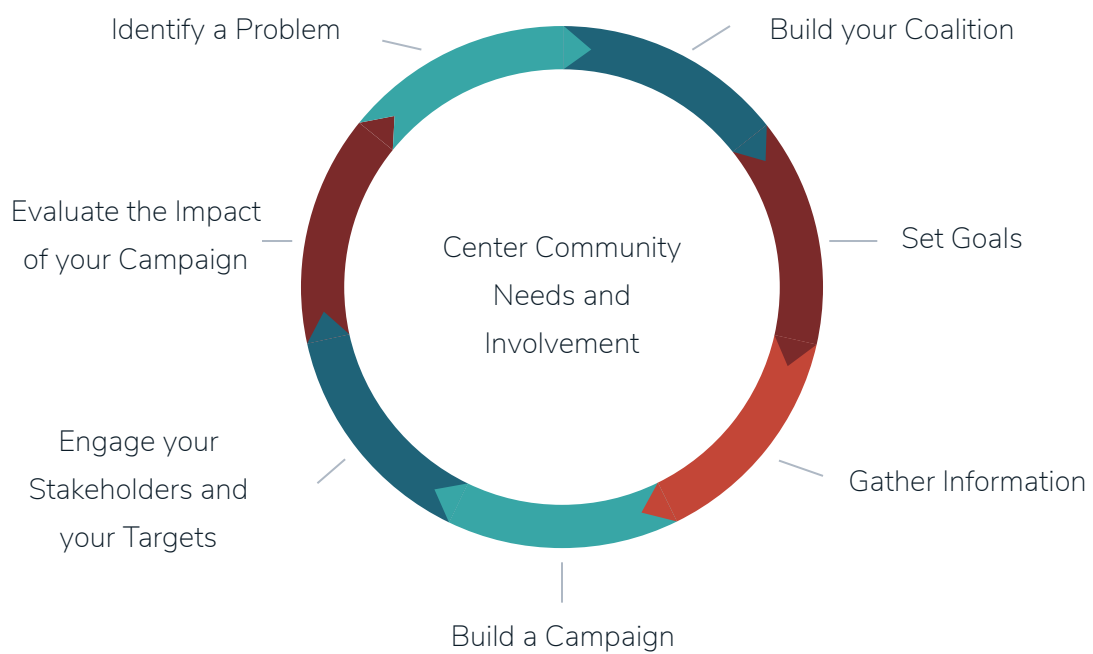 Identify a Problem
Build your Coalition
Set Goals
Gather Information
Build a Campaign
Engage your
Stakeholders and
your Targets
Evaluate the Impact
of your Campaign
Center Community
Needs and
Involvement